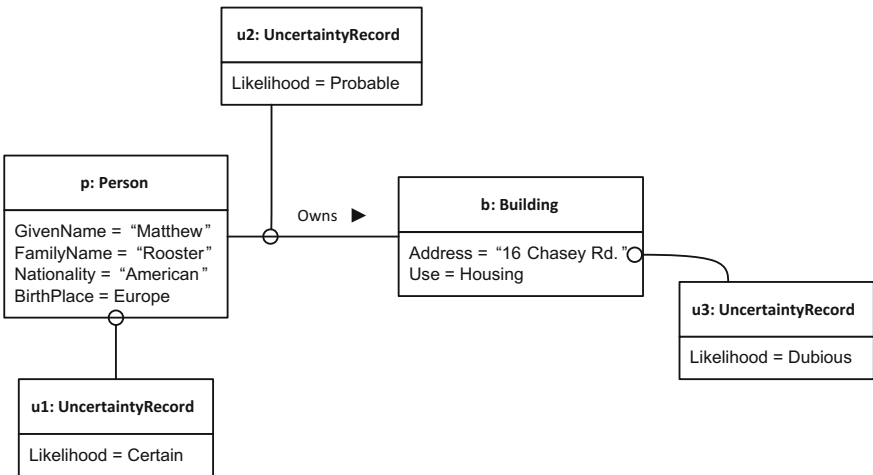 u2: UncertaintyRecord
Likelihood = Probable
p: Person
GivenName = “Matthew”
FamilyName = “Rooster”
Nationality = “American”
BirthPlace = Europe
Owns ►
b: Building
Address = “16 Chasey Rd.”
Use = Housing
u3: UncertaintyRecord
Likelihood = Dubious
u1: UncertaintyRecord
Likelihood = Certain